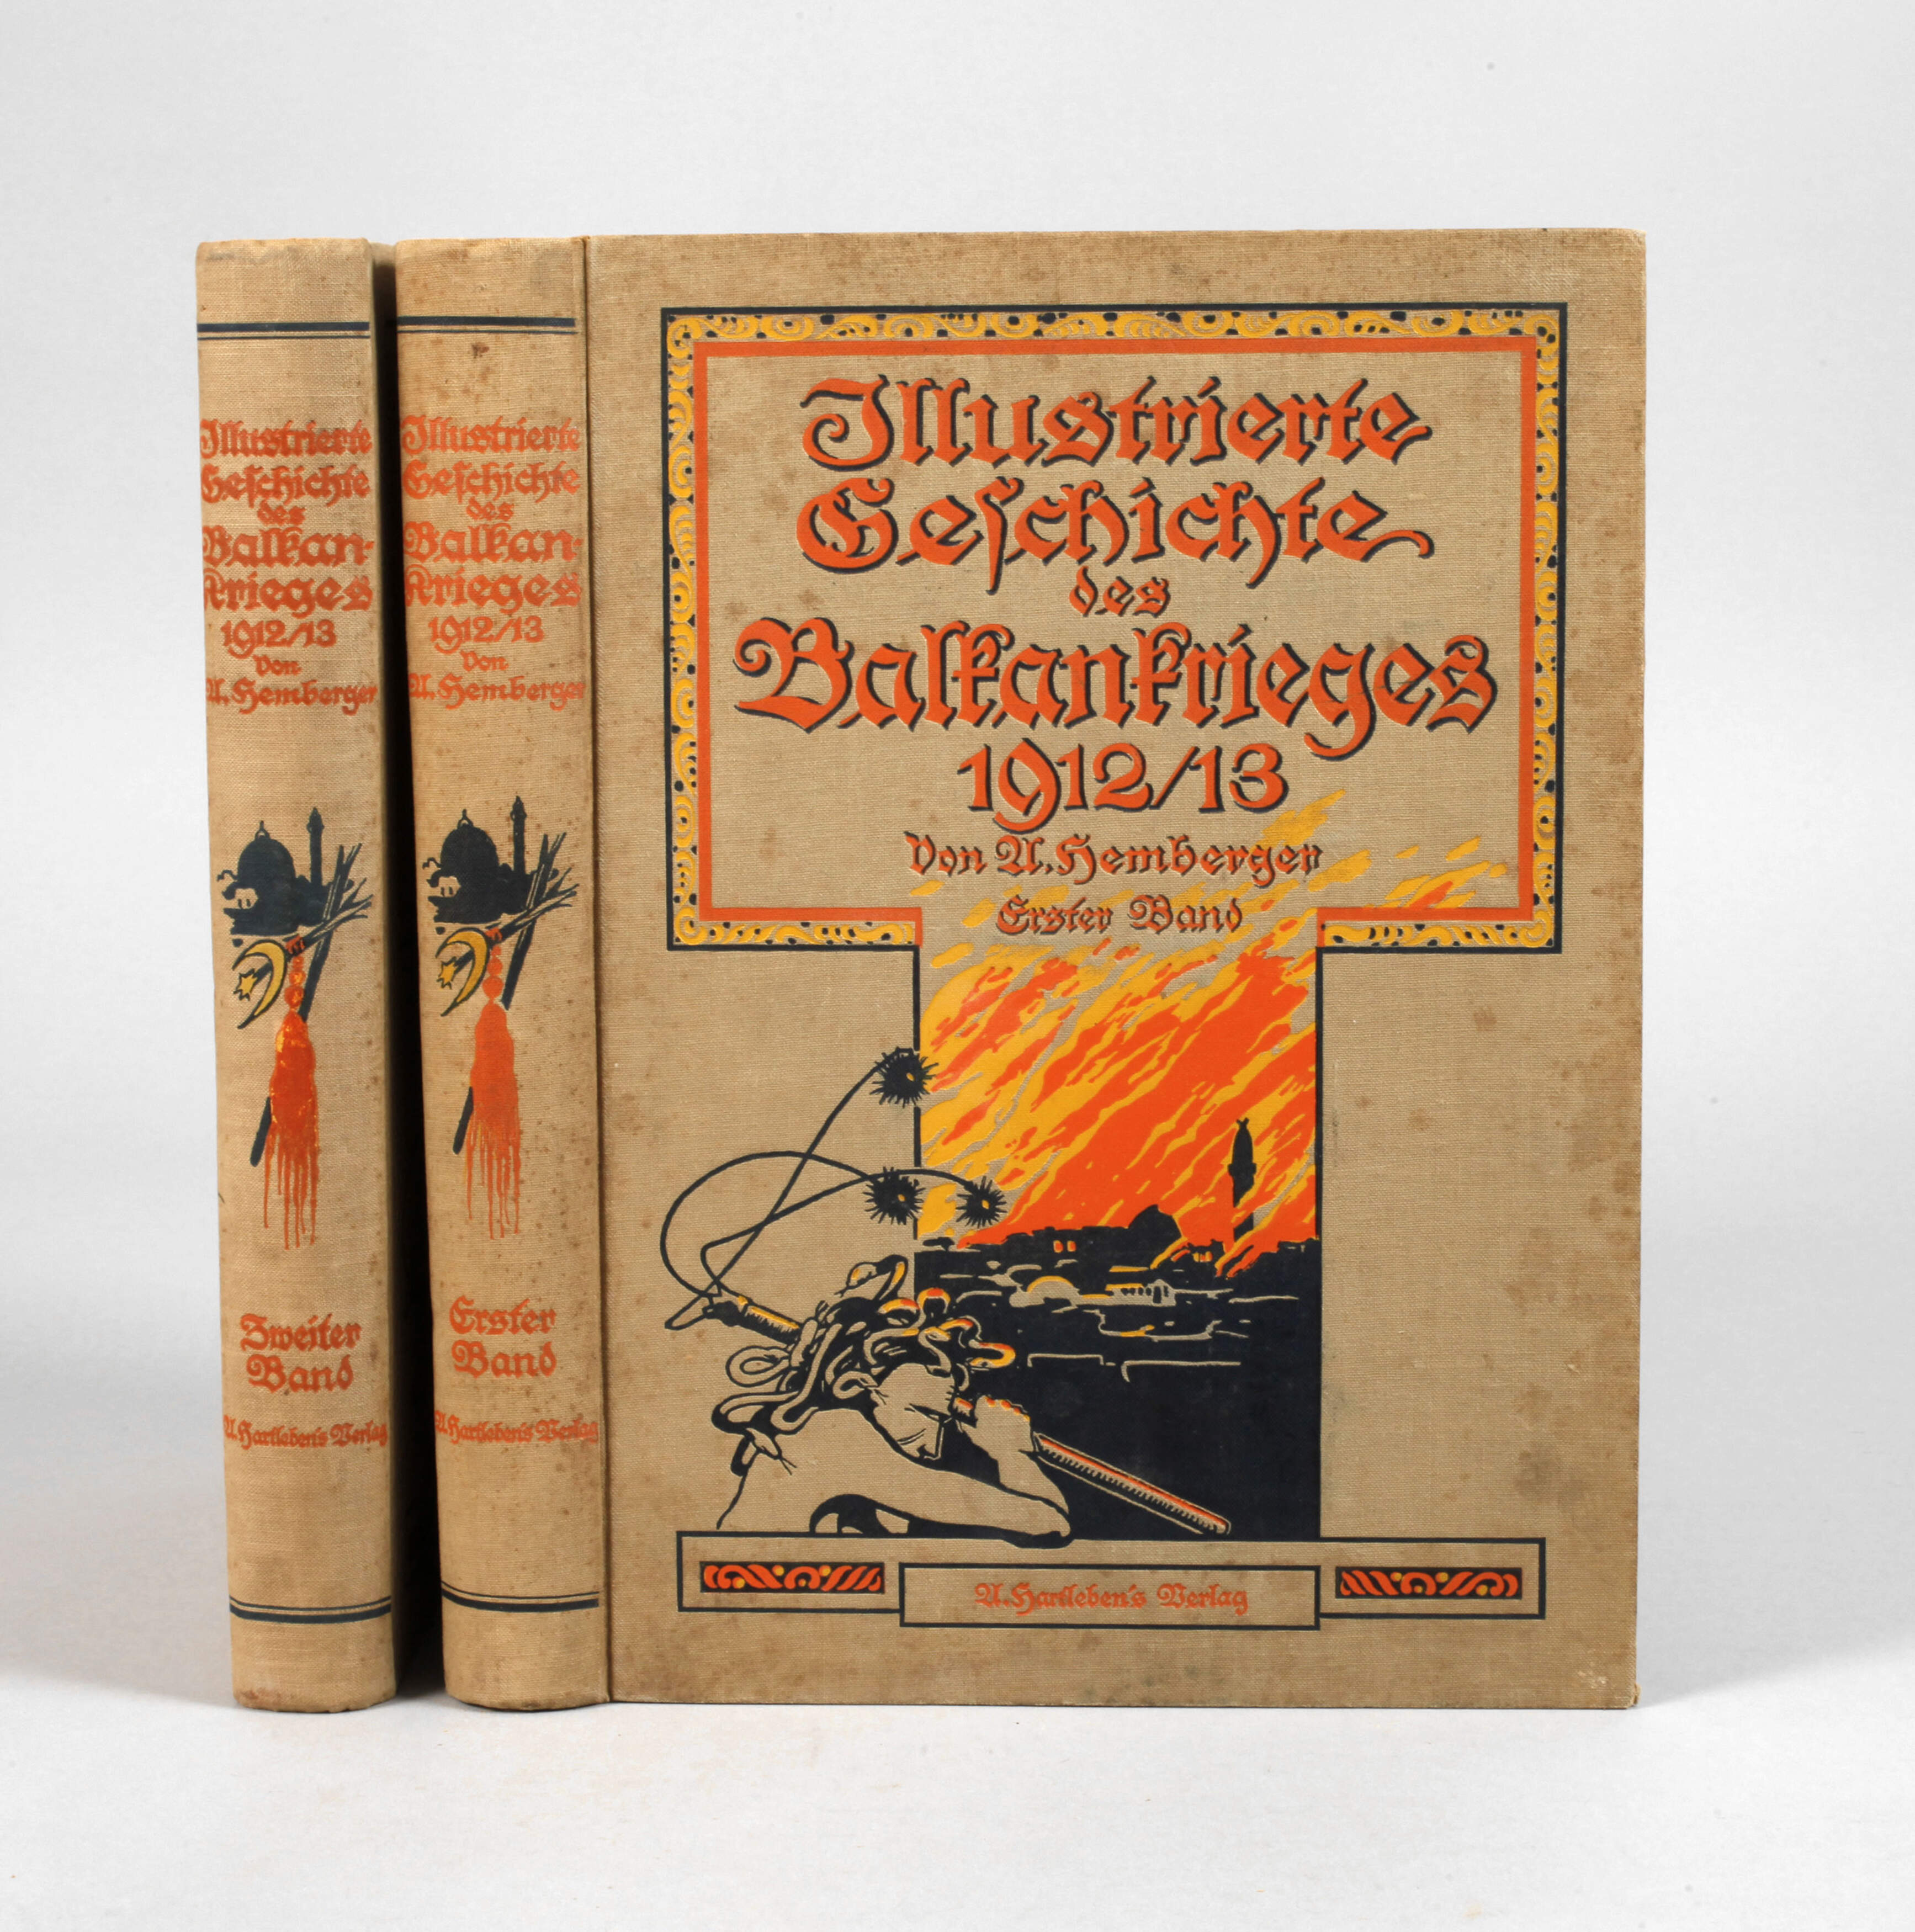 Illustrierte
Geschichte
des
Balkan-
krieges
1912/13
von
A. Hemberger
Zweiter
Band
A. Hartleben's Verlag
Illustrierte
Geschichte
des
Balkan-
krieges
1912/13
von
A. Hemberger
Erster
Band
A. Hartleben's Verlag
Illustrierte
Geschichte
des
Balkankrieges
1912/13
Von A. Hemberger
Erster Band
A. Hartleben's Verlag